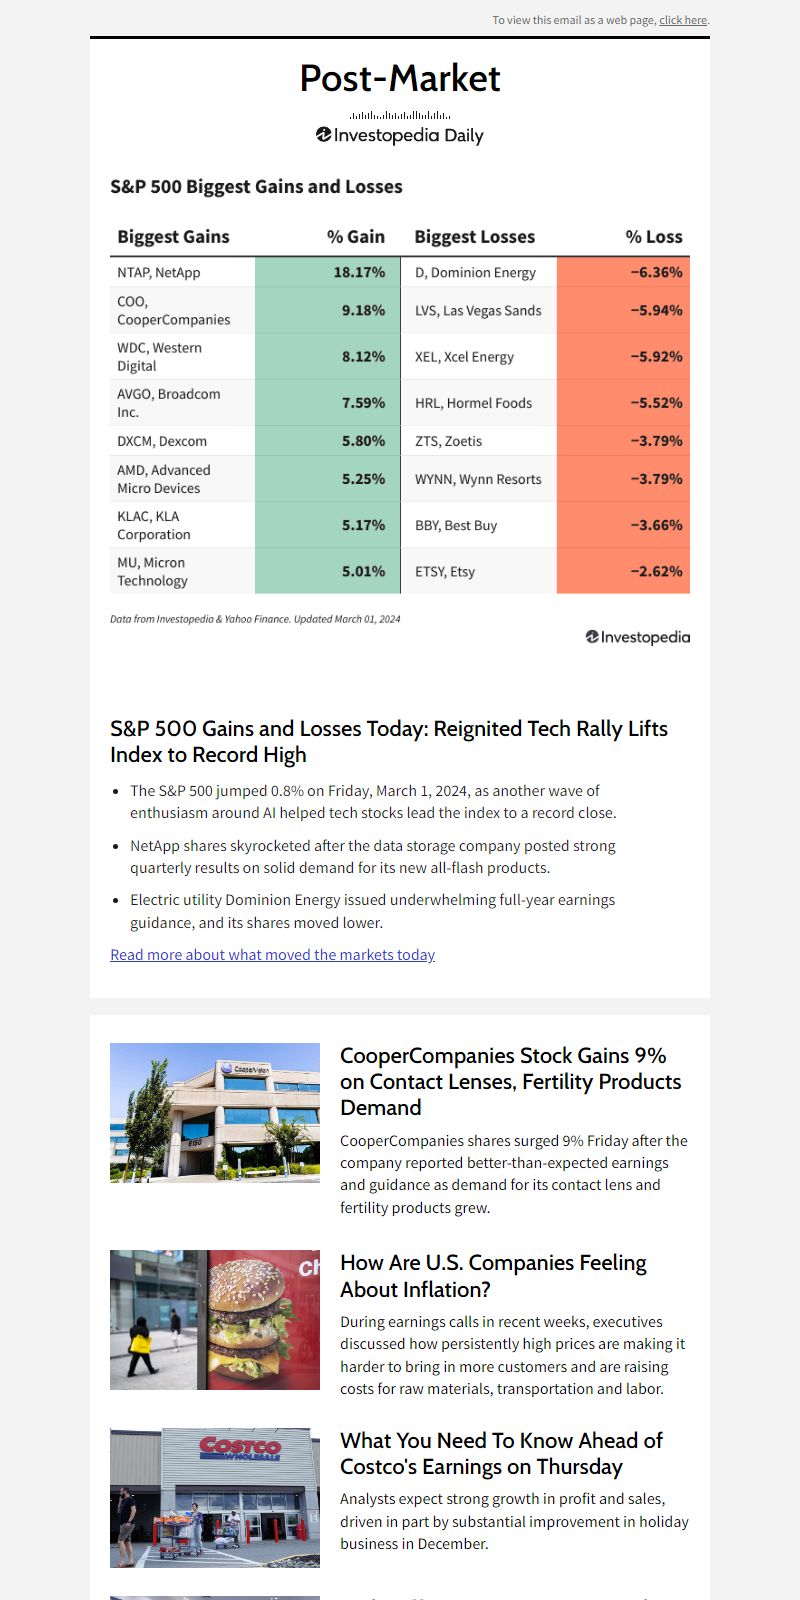 To view this email as a web page, click here.
Post-Market
Investopedia Daily
S&P 500 Biggest Gains and Losses
Biggest Gains % Gain Biggest Losses % Loss
NTAP, NetApp 18.17% D, Dominion Energy −6.36%
COO,
CooperCompanies 9.18% LVS, Las Vegas Sands −5.94%
WDC, Western
Digital 8.12% XEL, Xcel Energy −5.92%
AVGO, Broadcom
Inc. 7.59% HRL, Hormel Foods −5.52%
DXCM, Dexcom 5.80% ZTS, Zoetis −3.79%
AMD, Advanced
Micro Devices 5.25% WYNN, Wynn Resorts −3.79%
KLAC, KLA
Corporation 5.17% BBY, Best Buy −3.66%
MU, Micron
Technology 5.01% ETSY, Etsy −2.62%
Data from Investopedia & Yahoo Finance. Updated March 01, 2024
Investopedia
S&P 500 Gains and Losses Today: Reignited Tech Rally Lifts
Index to Record High
• The S&P 500 jumped 0.8% on Friday, March 1, 2024, as another wave of
enthusiasm around AI helped tech stocks lead the index to a record close.
• NetApp shares skyrocketed after the data storage company posted strong
quarterly results on solid demand for its new all-flash products.
• Electric utility Dominion Energy issued underwhelming full-year earnings
guidance, and its shares moved lower.
Read more about what moved the markets today
CooperVision
6150
CooperCompanies Stock Gains 9%
on Contact Lenses, Fertility Products
Demand
CooperCompanies shares surged 9% Friday after the
company reported better-than-expected earnings
and guidance as demand for its contact lens and
fertility products grew.
How Are U.S. Companies Feeling
About Inflation?
During earnings calls in recent weeks, executives
discussed how persistently high prices are making it
harder to bring in more customers and are raising
costs for raw materials, transportation and labor.
COSTCO
WHOLESALE
What You Need To Know Ahead of
Costco's Earnings on Thursday
Analysts expect strong growth in profit and sales,
driven in part by substantial improvement in holiday
business in December.